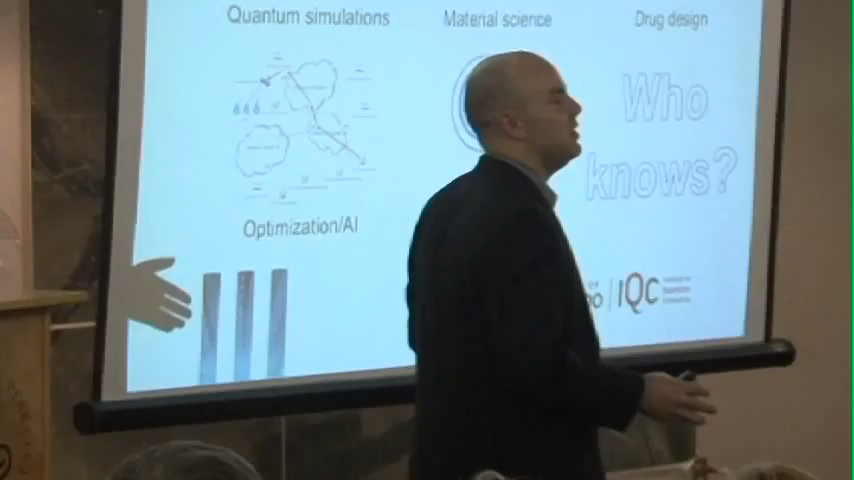 Quantum simulations
Material science
Drug design
Who
knows?
Optimization/AI
IQC